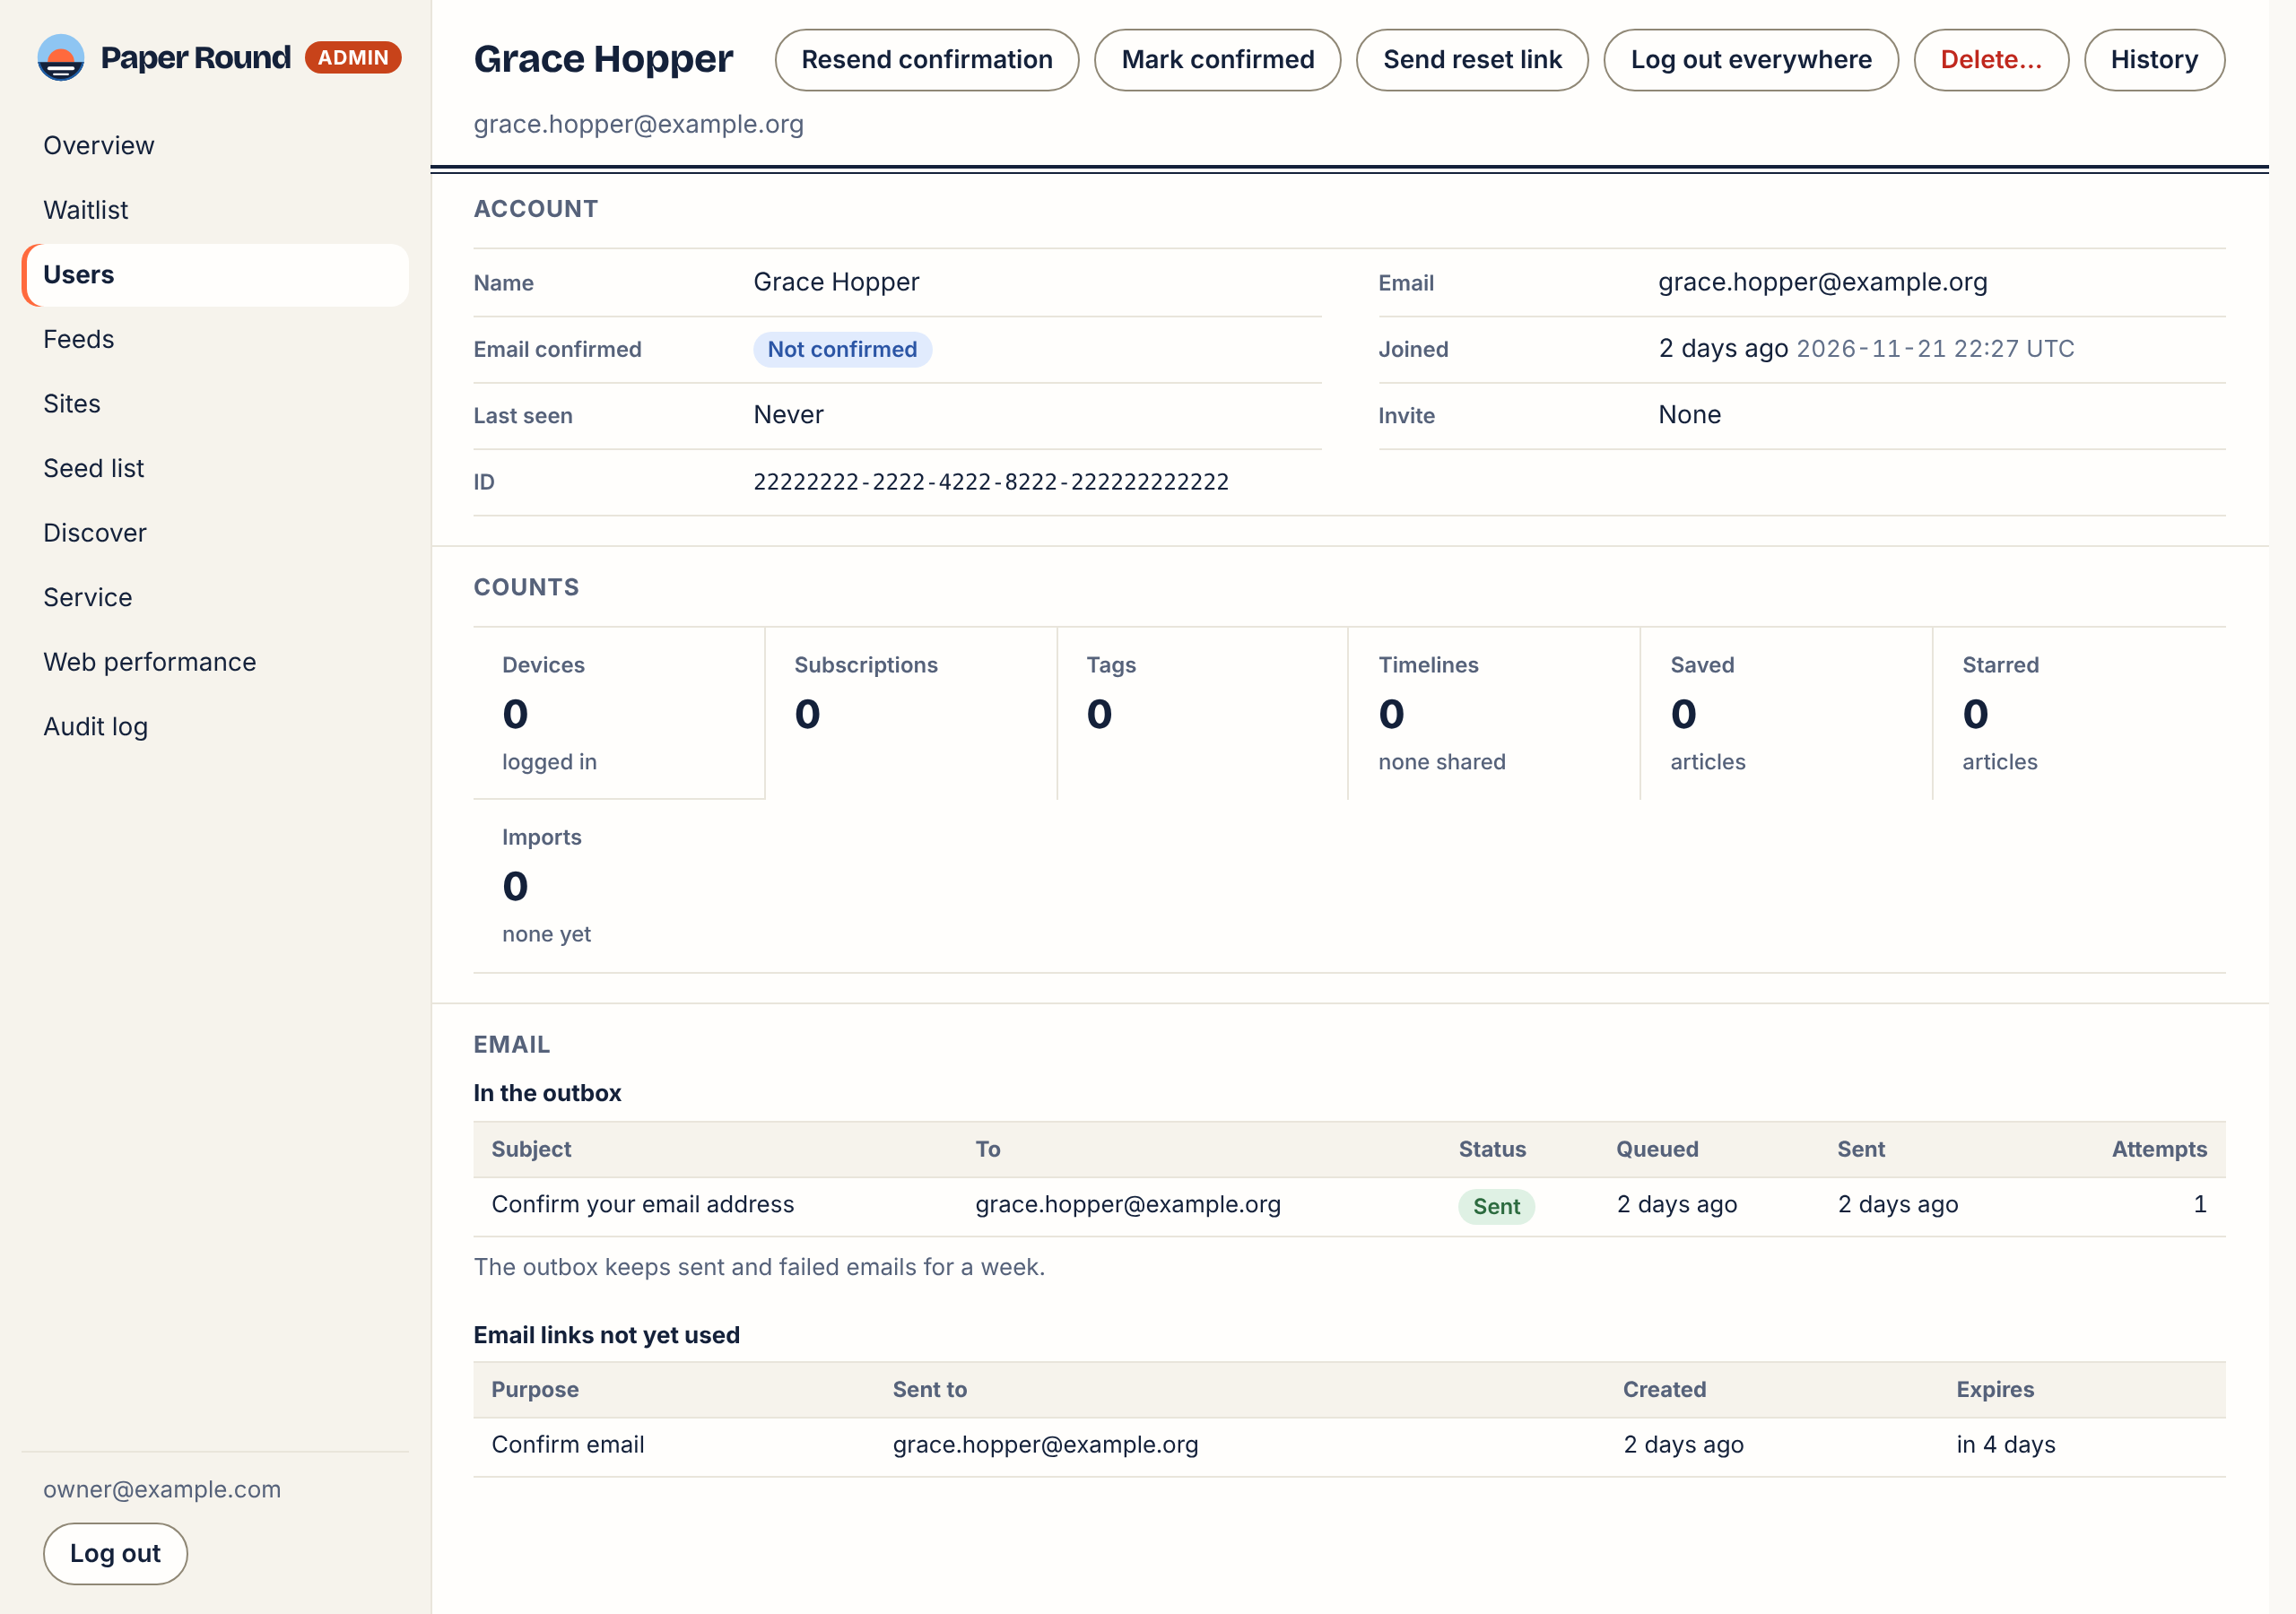 Paper Round ADMIN
Overview
Waitlist
Users
Feeds
Sites
Seed list
Discover
Service
Web performance
Audit log
owner@example.com
Log out
Grace Hopper
Resend confirmation
Mark confirmed
Send reset link
Log out everywhere
Delete…
History
grace.hopper@example.org
ACCOUNT
Name Grace Hopper
Email grace.hopper@example.org
Email confirmed Not confirmed
Joined 2 days ago 2026-11-21 22:27 UTC
Last seen Never
Invite None
ID 22222222-2222-4222-8222-222222222222
COUNTS
Devices
0
logged in
Subscriptions
0
Tags
0
Timelines
0
none shared
Saved
0
articles
Starred
0
articles
Imports
0
none yet
EMAIL
In the outbox
Subject To Status Queued Sent Attempts
Confirm your email address grace.hopper@example.org Sent 2 days ago 2 days ago 1
The outbox keeps sent and failed emails for a week.
Email links not yet used
Purpose Sent to Created Expires
Confirm email grace.hopper@example.org 2 days ago in 4 days